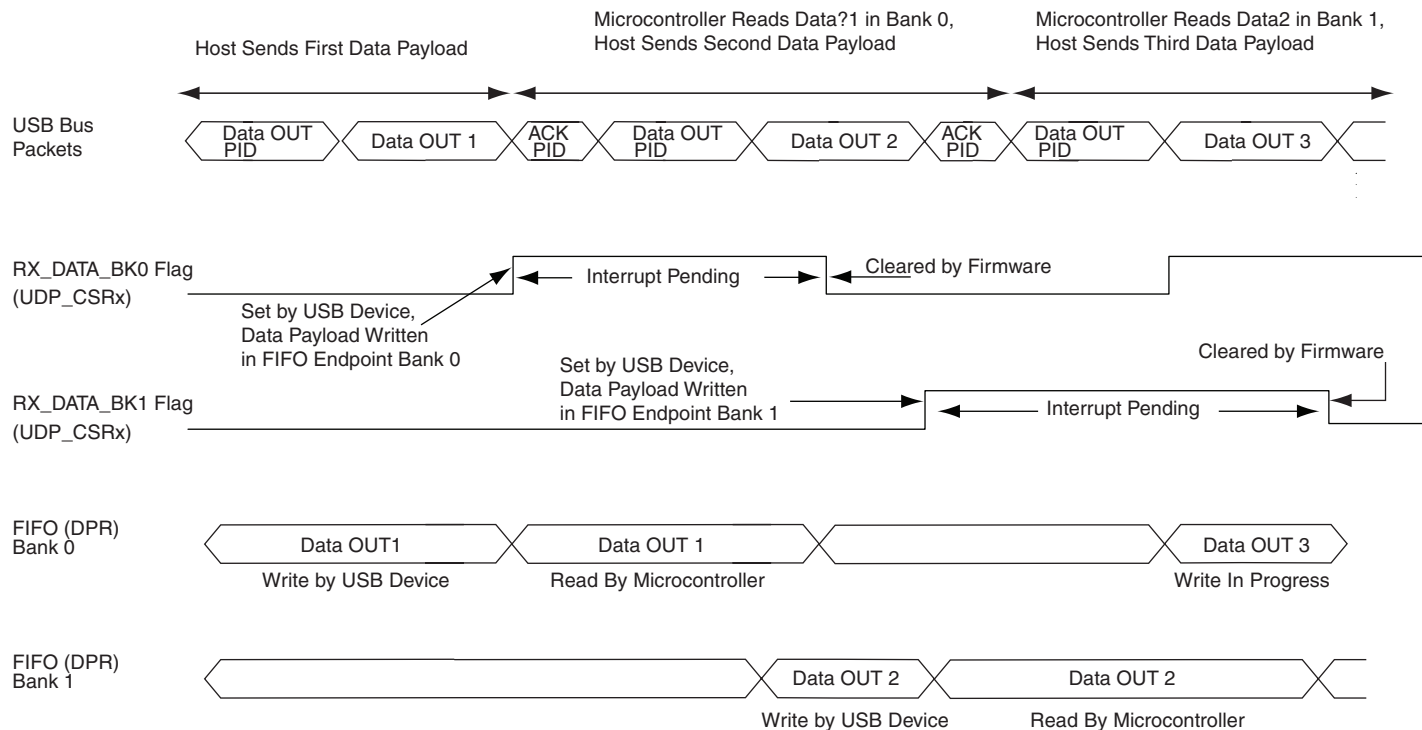 Host Sends First Data Payload
Microcontroller Reads Data?1 in Bank 0,
Host Sends Second Data Payload
Microcontroller Reads Data2 in Bank 1,
Host Sends Third Data Payload
USB Bus
Packets
Data OUT
PID
Data OUT 1
ACK
PID
Data OUT
PID
Data OUT 2
ACK
PID
Data OUT
PID
Data OUT 3
RX_DATA_BK0 Flag
(UDP_CSRx)
Interrupt Pending
Cleared by Firmware
Set by USB Device,
Data Payload Written
in FIFO Endpoint Bank 0
Cleared by Firmware
Set by USB Device,
Data Payload Written
in FIFO Endpoint Bank 1
RX_DATA_BK1 Flag
(UDP_CSRx)
Interrupt Pending
FIFO (DPR)
Bank 0
Data OUT1
Data OUT 1
Data OUT 3
Write by USB Device
Read By Microcontroller
Write In Progress
FIFO (DPR)
Bank 1
Data OUT 2
Data OUT 2
Write by USB Device
Read By Microcontroller